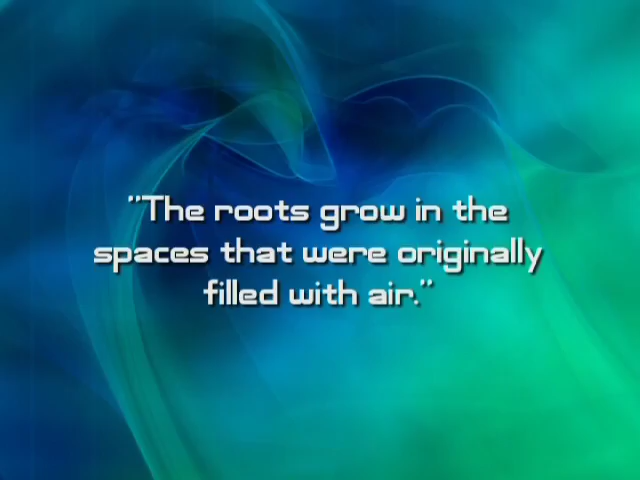 "The roots grow in the
spaces that were originally
filled with air."